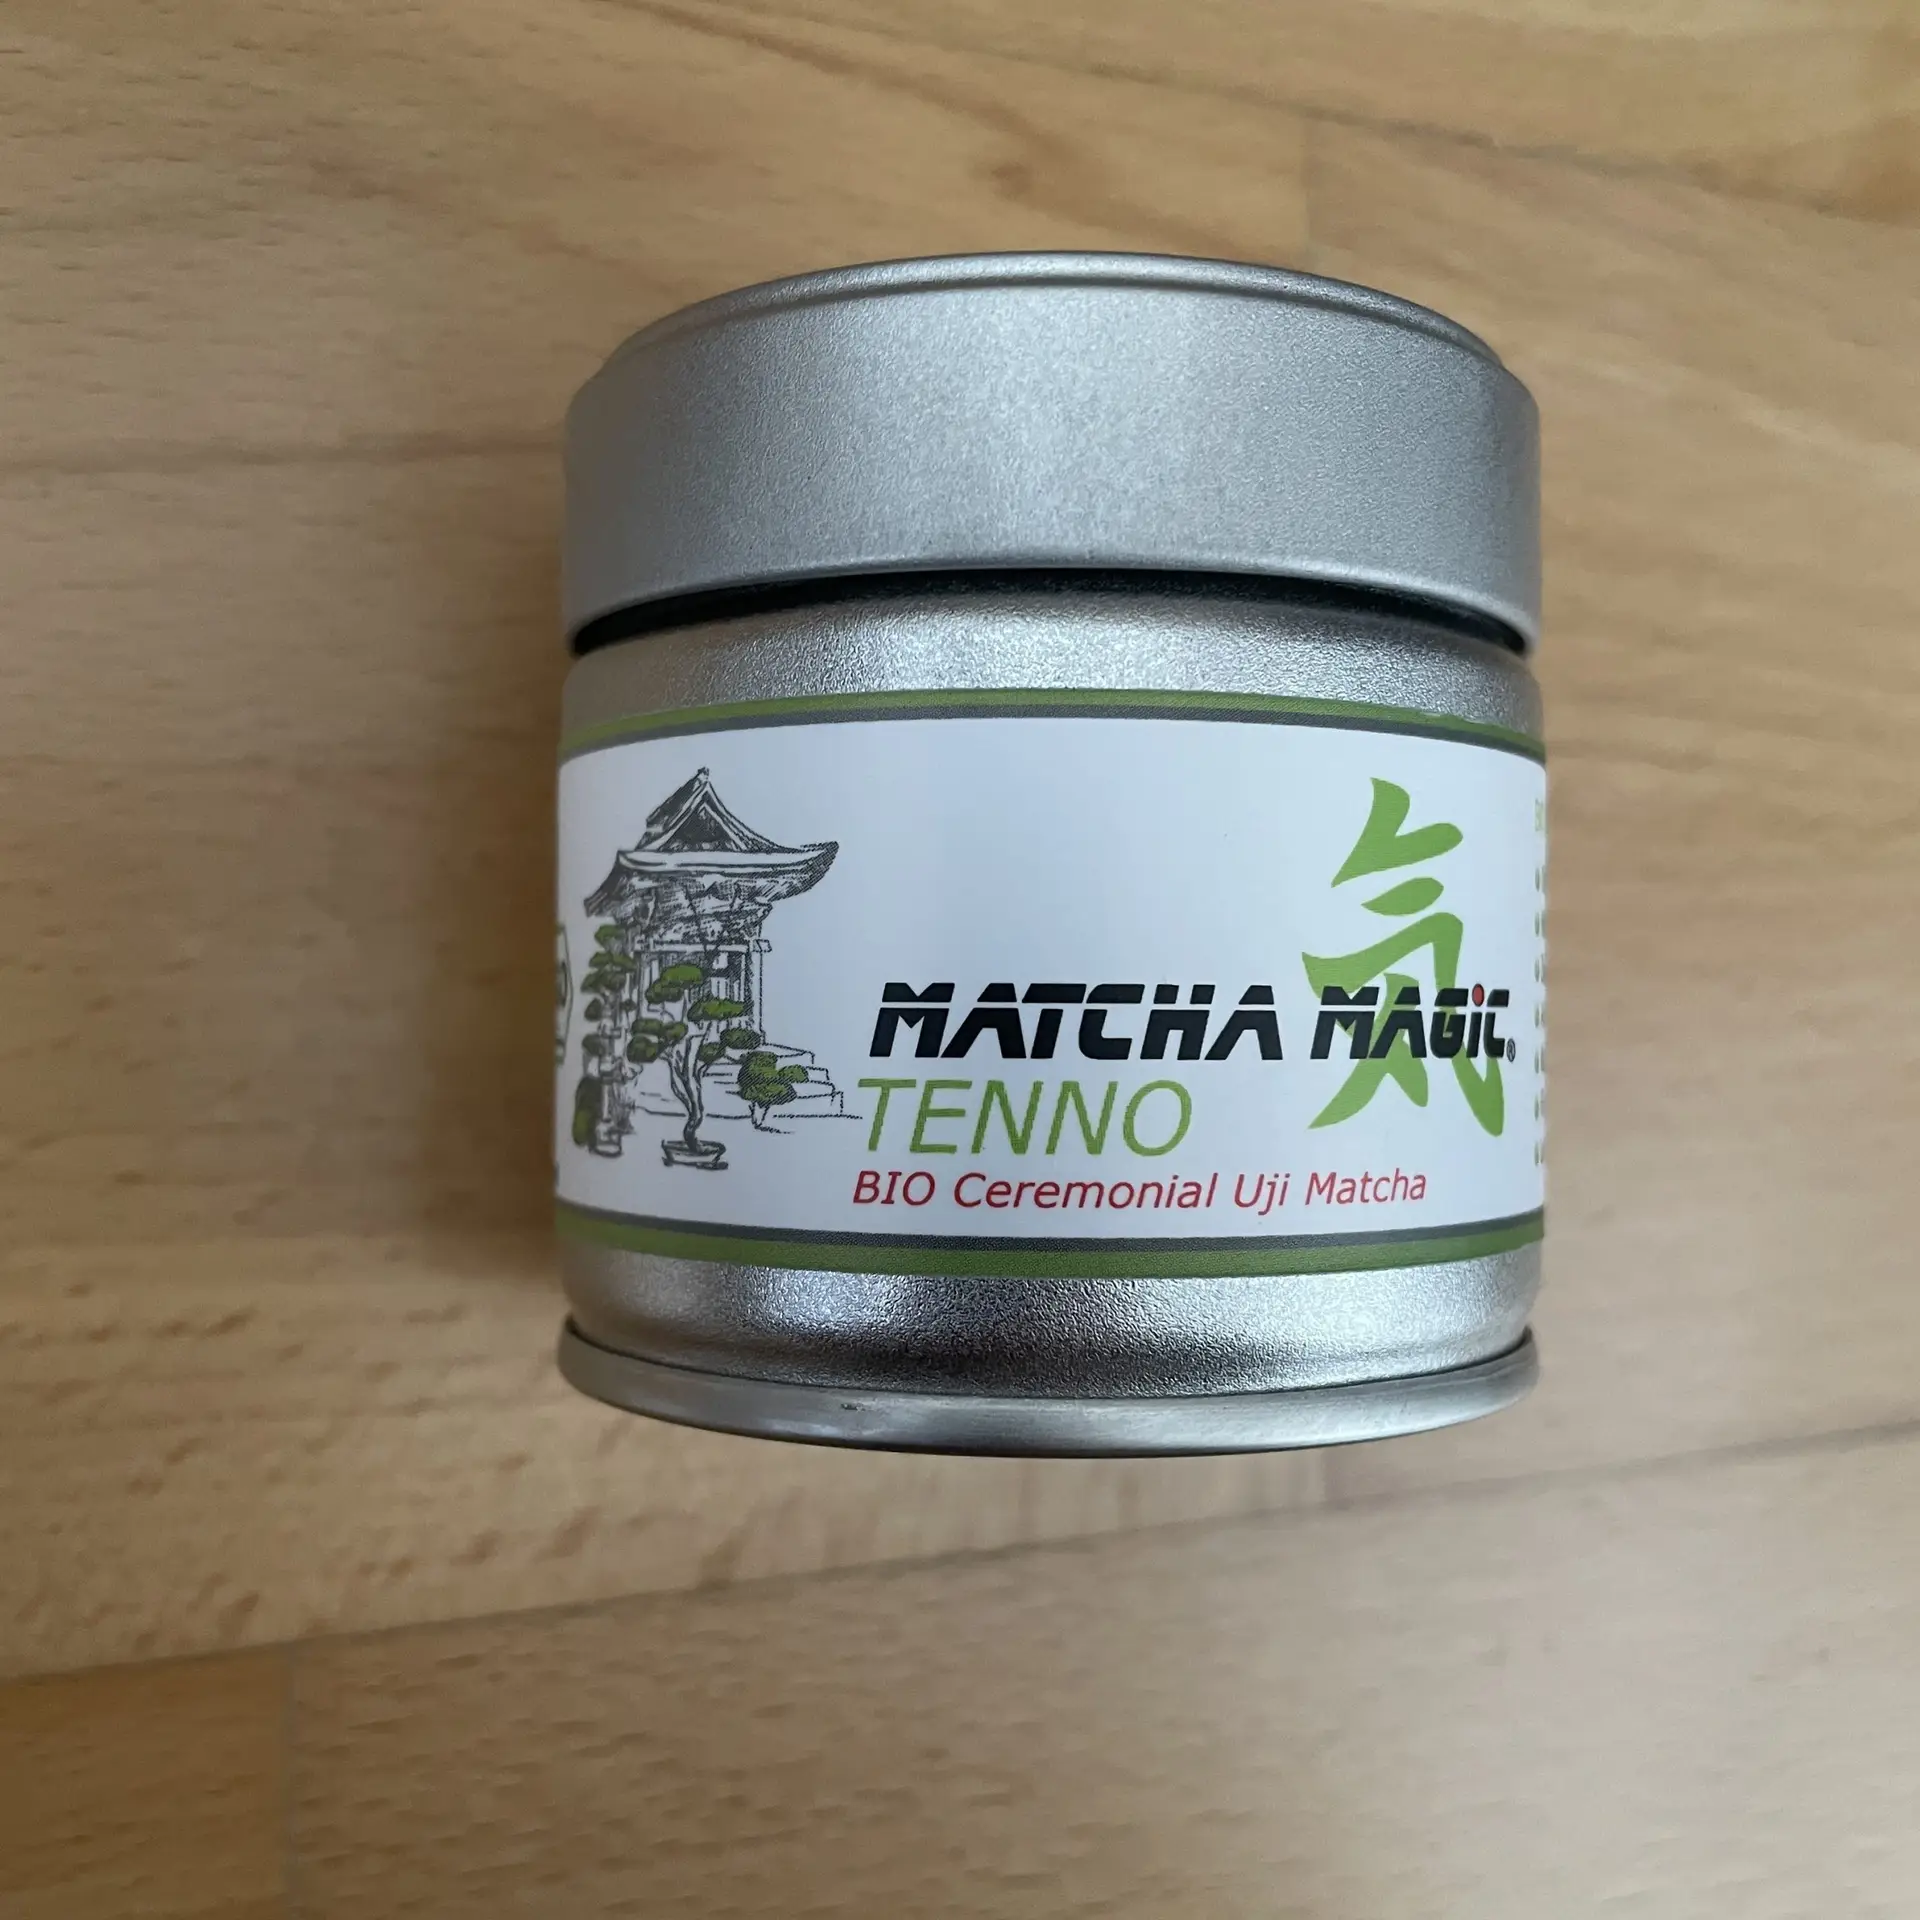 気
MATCHA MAGiC®
TENNO
BIO Ceremonial Uji Matcha